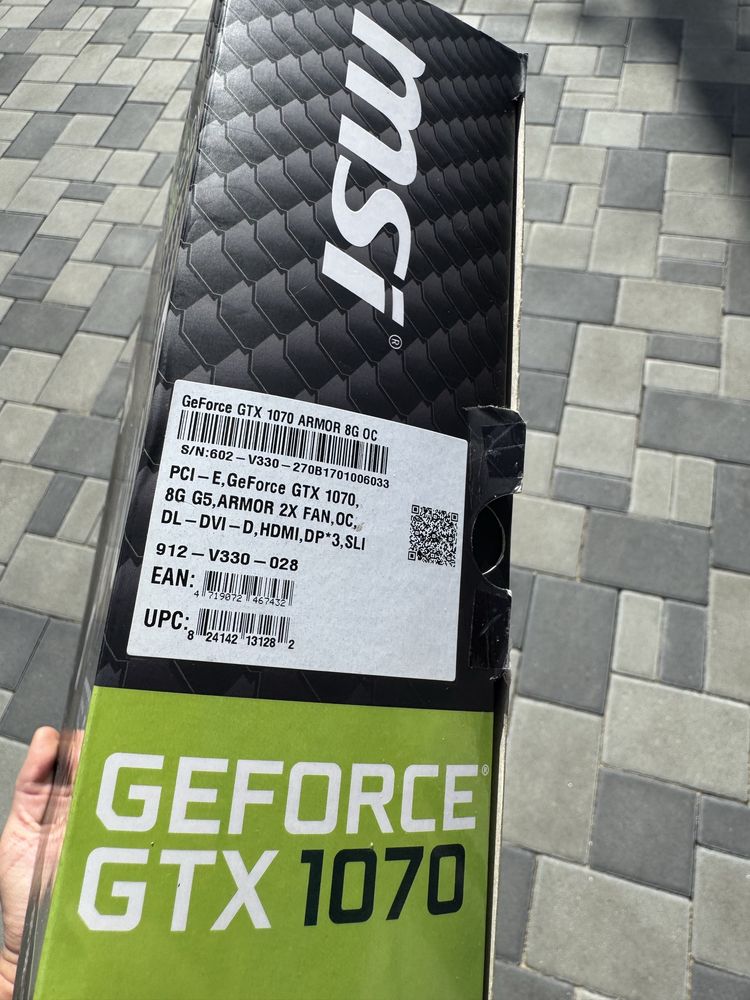 msi®
GeForce GTX 1070 ARMOR 8G OC
S/N:602-V330-270B1701006033
PCI-E,GeForce GTX 1070,
8G G5,ARMOR 2X FAN,OC,
DL-DVI-D,HDMI,DP*3,SLI
912-V330-028
EAN:
4 719072 467432
UPC:
8 24142 13128 2
GEFORCE®
GTX 1070